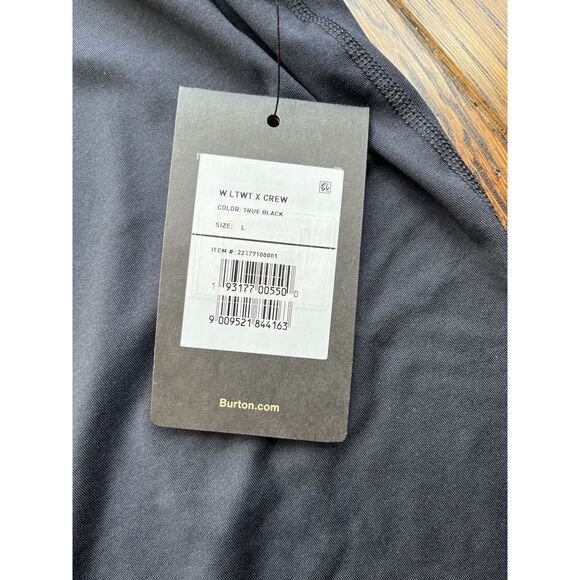 W LTWT X CREW
COLOR: TRUE BLACK
SIZE: L
ITEM #: 22177100001
1 93177 00550 0
9 009521 844163
Burton.com